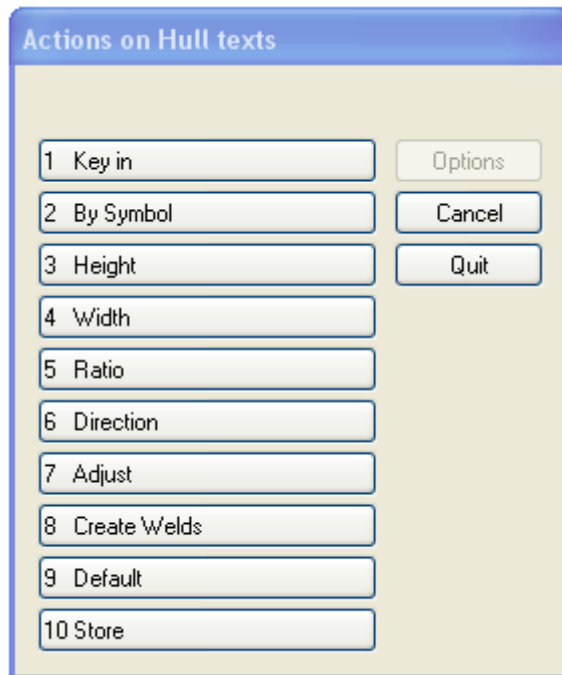 Actions on Hull texts
1 Key in
Options
2 By Symbol
Cancel
3 Height
Quit
4 Width
5 Ratio
6 Direction
7 Adjust
8 Create Welds
9 Default
10 Store